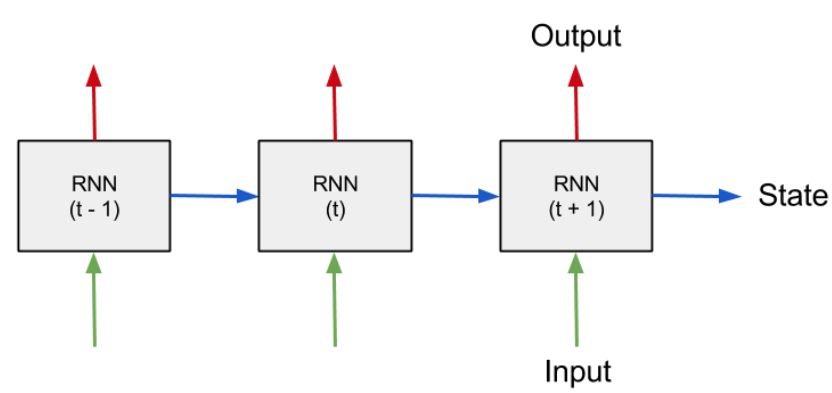 Output
RNN
(t - 1)
RNN
(t)
RNN
(t + 1)
State
Input